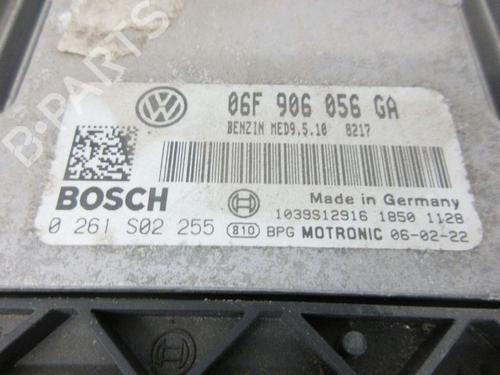 B-PARTS
06F 906 056 GA
BENZIN MED9.5.10 8217
BOSCH
Made in Germany
1039S12916 1850 1128
0 261 S02 255 810 BPG MOTRONIC 06-02-22